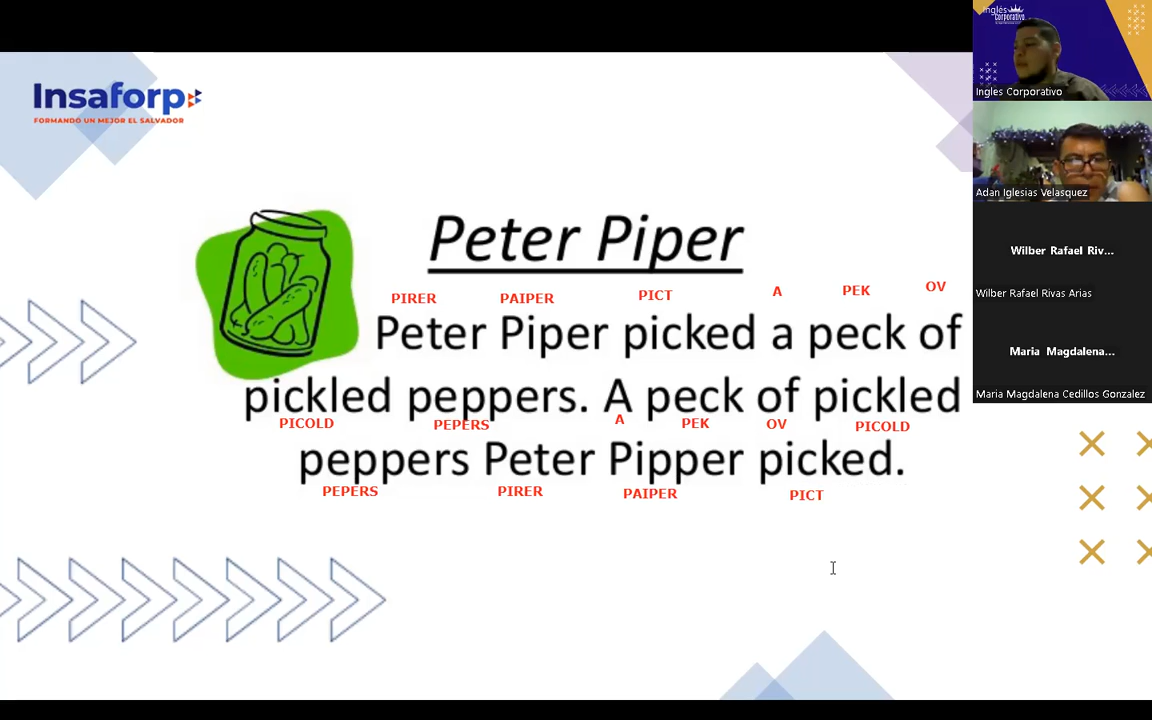 Insaforp
FORMANDO UN MEJOR EL SALVADOR
Peter Piper
PIRER PAIPER PICT A PEK OV
Peter Piper picked a peck of
pickled peppers. A peck of pickled
PICOLD PEPERS A PEK OV PICOLD
peppers Peter Pipper picked.
PEPERS PIRER PAIPER PICT
Inglés
Corporativo
Ingles Corporativo
Adan Iglesias Velasquez
Wilber Rafael Riv...
Wilber Rafael Rivas Arias
Maria Magdalena...
Maria Magdalena Cedillos Gonzalez